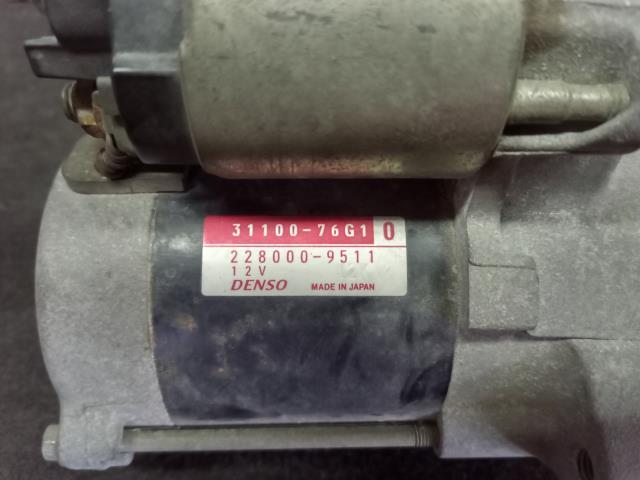 31100-76G1 0
228000-9511
12V
DENSO MADE IN JAPAN